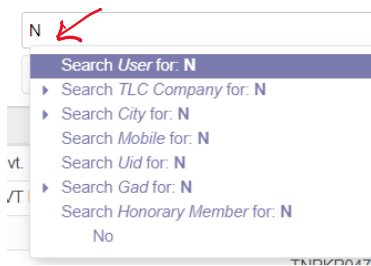 N
Search User for: N
Search TLC Company for: N
Search City for: N
Search Mobile for: N
vt.
Search Uid for: N
Search Gad for: N
VT
Search Honorary Member for: N
No